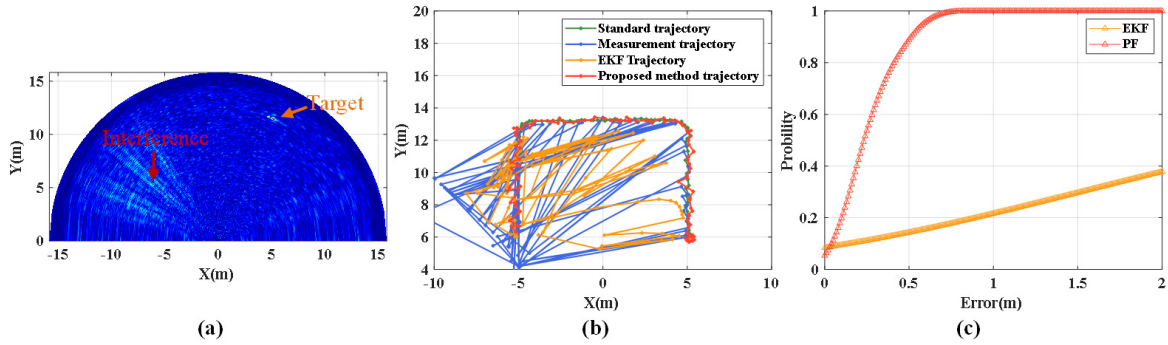 15
10
5
0
-15
-10
-5
0
5
10
15
Y(m)
X(m)
Target
Interference
(a)
20
18
16
14
12
10
8
6
4
-10
-5
0
5
10
Y(m)
X(m)
Standard trajectory
Measurement trajectory
EKF Trajectory
Proposed method trajectory
(b)
1
0.8
0.6
0.4
0.2
0
0
0.5
1
1.5
2
Probility
Error(m)
EKF
PF
(c)